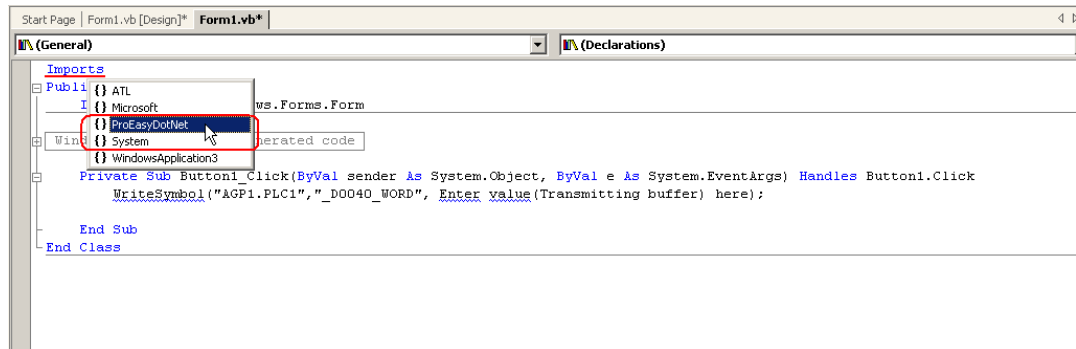 Start Page Form1.vb [Design]* Form1.vb*
(General) (Declarations)
Imports
Publi
{} ATL
I ws.Forms.Form
{} Microsoft
{} ProEasyDotNet
Wind nerated code
{} System
{} WindowsApplication3
Private Sub Button1_Click(ByVal sender As System.Object, ByVal e As System.EventArgs) Handles Button1.Click
WriteSymbol("AGP1.PLC1","_D0040_WORD", Enter value(Transmitting buffer) here);
End Sub
End Class